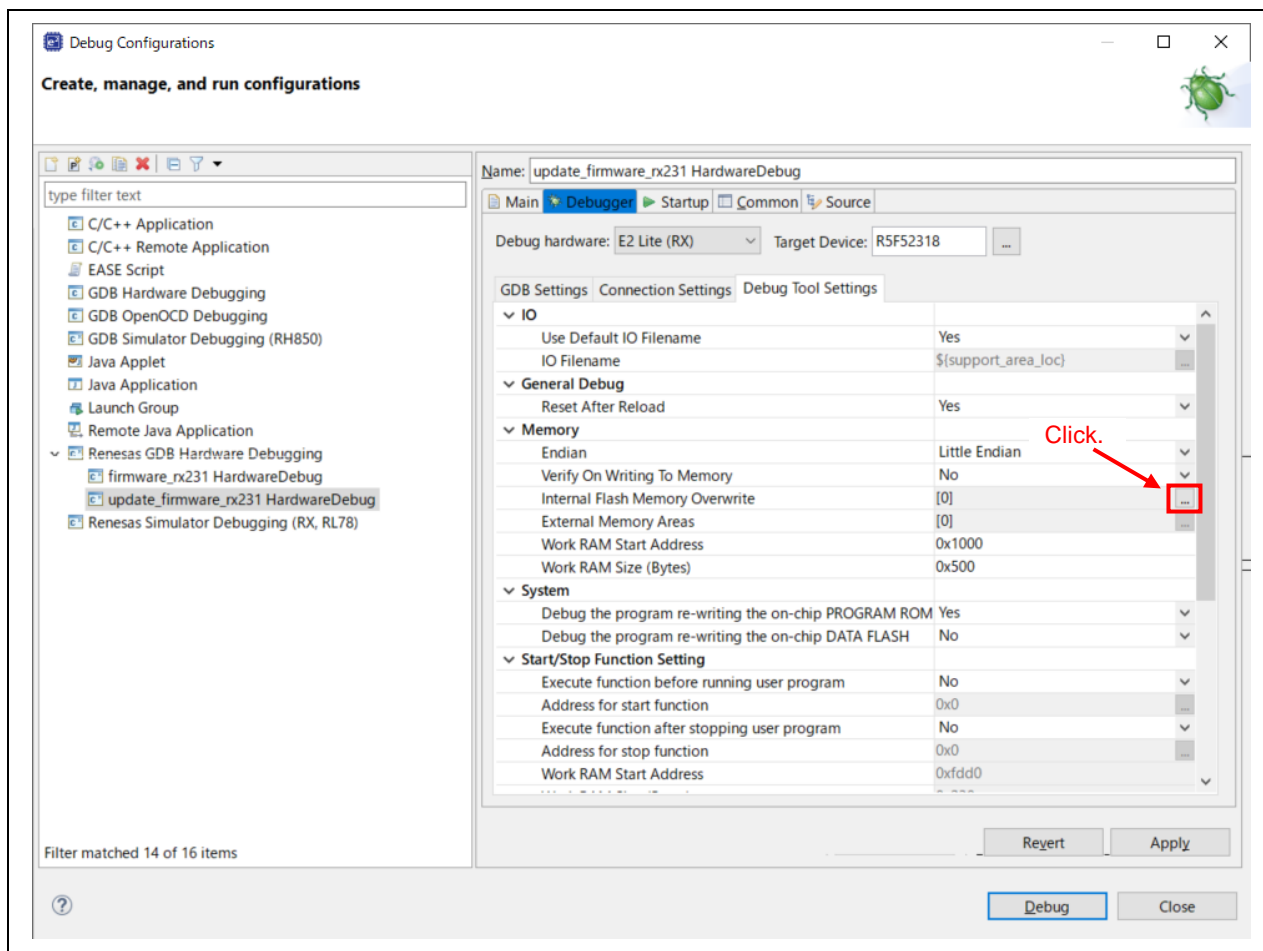 Debug Configurations
Create, manage, and run configurations
type filter text
C/C++ Application
C/C++ Remote Application
EASE Script
GDB Hardware Debugging
GDB OpenOCD Debugging
GDB Simulator Debugging (RH850)
Java Applet
Java Application
Launch Group
Remote Java Application
Renesas GDB Hardware Debugging
firmware_rx231 HardwareDebug
update_firmware_rx231 HardwareDebug
Renesas Simulator Debugging (RX, RL78)
Filter matched 14 of 16 items
Name: update_firmware_rx231 HardwareDebug
Main Debugger Startup Common Source
Debug hardware: E2 Lite (RX) Target Device: R5F52318 ...
GDB Settings Connection Settings Debug Tool Settings
IO
Use Default IO Filename Yes
IO Filename ${support_area_loc} ...
General Debug
Reset After Reload Yes
Memory
Click.
Endian Little Endian
Verify On Writing To Memory No
Internal Flash Memory Overwrite [0] ...
External Memory Areas [0] ...
Work RAM Start Address 0x1000
Work RAM Size (Bytes) 0x500
System
Debug the program re-writing the on-chip PROGRAM ROM Yes
Debug the program re-writing the on-chip DATA FLASH No
Start/Stop Function Setting
Execute function before running user program No
Address for start function 0x0 ...
Execute function after stopping user program No
Address for stop function 0x0 ...
Work RAM Start Address 0xfdd0
Revert Apply
? Debug Close